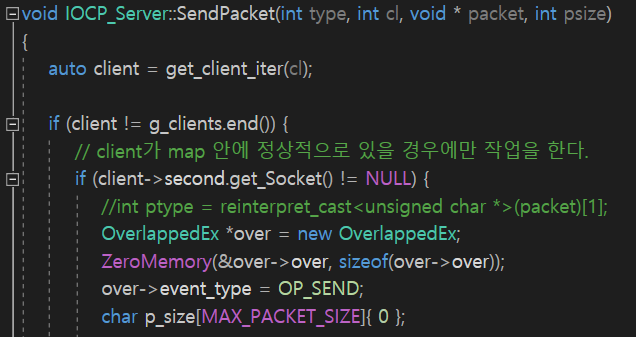 void IOCP_Server::SendPacket(int type, int cl, void * packet, int psize)
{
auto client = get_client_iter(cl);
if (client != g_clients.end()) {
// client가 map 안에 정상적으로 있을 경우에만 작업을 한다.
if (client->second.get_Socket() != NULL) {
//int ptype = reinterpret_cast<unsigned char *>(packet)[1];
OverlappedEx *over = new OverlappedEx;
ZeroMemory(&over->over, sizeof(over->over));
over->event_type = OP_SEND;
char p_size[MAX_PACKET_SIZE]{ 0 };